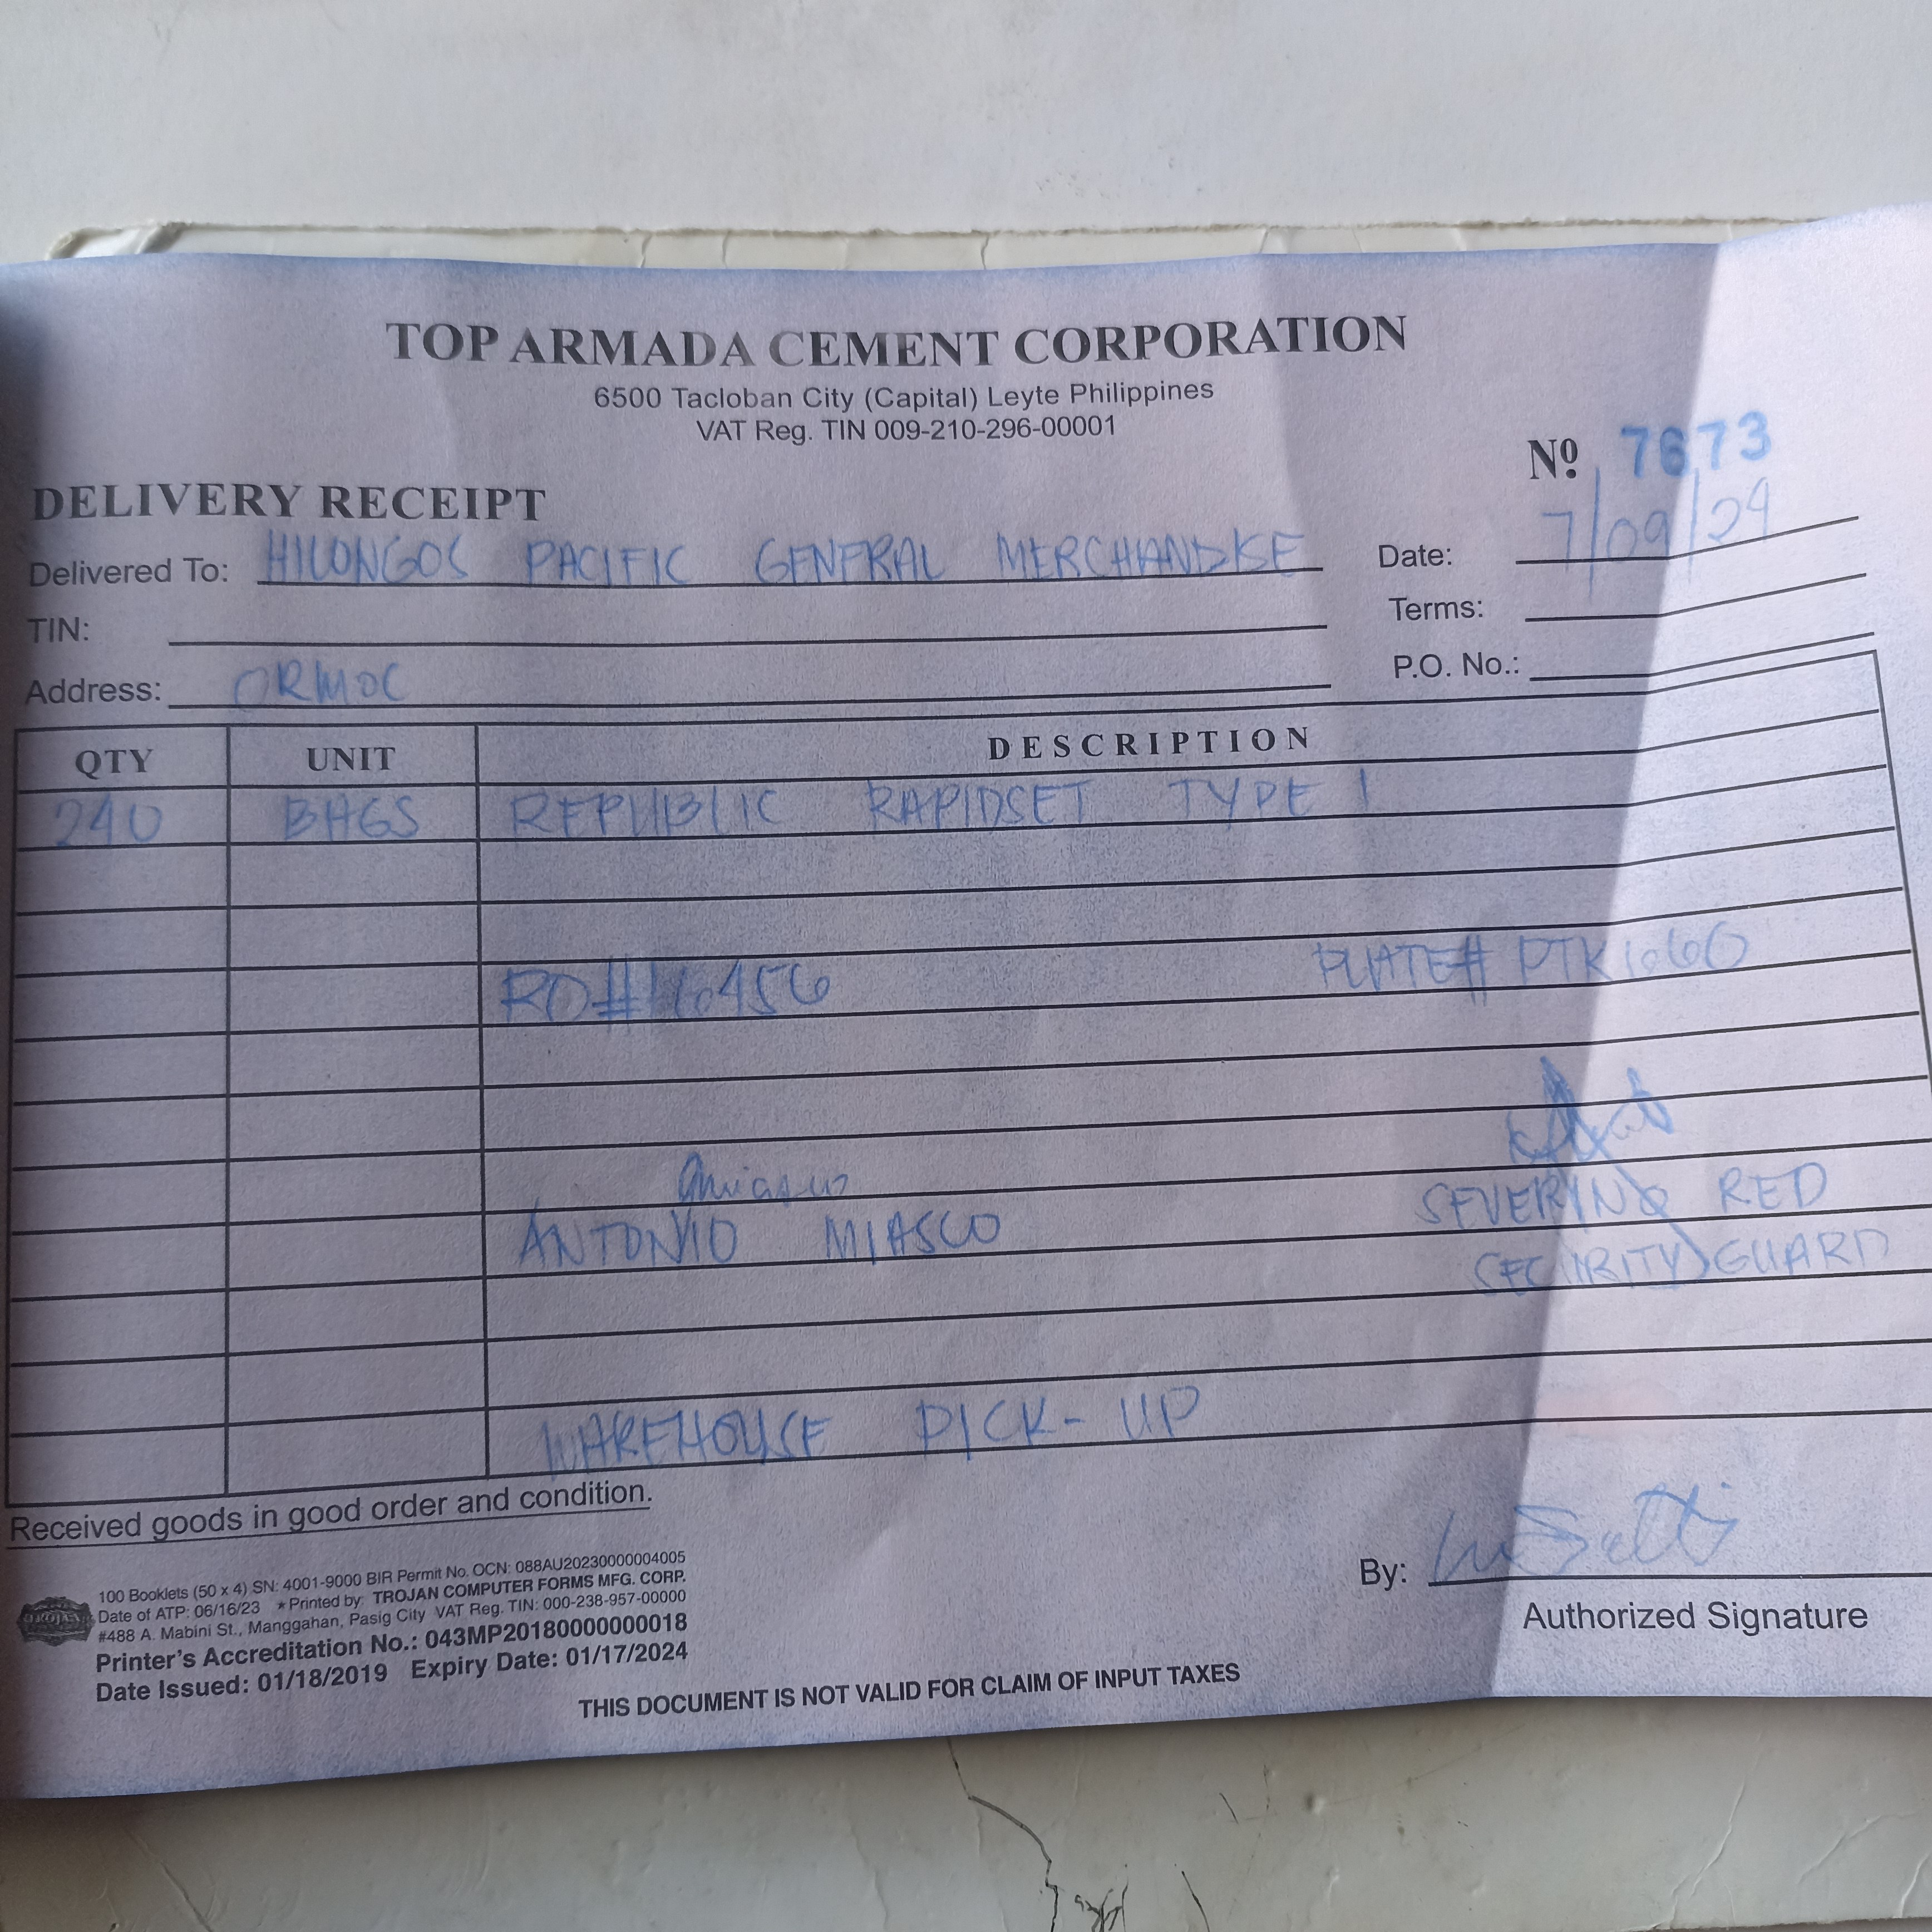 TOP ARMADA CEMENT CORPORATION
6500 Tacloban City (Capital) Leyte Philippines
VAT Reg. TIN 009-210-296-00001
Nº 7673
DELIVERY RECEIPT
Delivered To: HILONGOS PACIFIC GENERAL MERCHANDISE
Date: 7/09/24
TIN:
Terms:
Address: ORMOC
P.O. No.:
QTY UNIT DESCRIPTION
240 BAGS REPUBLIC RAPIDSET TYPE 1
RO#16456 PLATE# PTK1060
ANTONIO MIASCO SEVERINO RED
SECURITY GUARD
WAREHOUSE PICK-UP
Received goods in good order and condition.
100 Booklets (50 x 4) SN: 4001-9000 BIR Permit No. OCN: 088AU20230000004005
Date of ATP: 06/16/23 ★Printed by: TROJAN COMPUTER FORMS MFG. CORP.
TROJAN
#488 A. Mabini St., Manggahan, Pasig City VAT Reg. TIN: 000-238-957-00000
Printer's Accreditation No.: 043MP20180000000018
Date Issued: 01/18/2019 Expiry Date: 01/17/2024
By:
Authorized Signature
THIS DOCUMENT IS NOT VALID FOR CLAIM OF INPUT TAXES